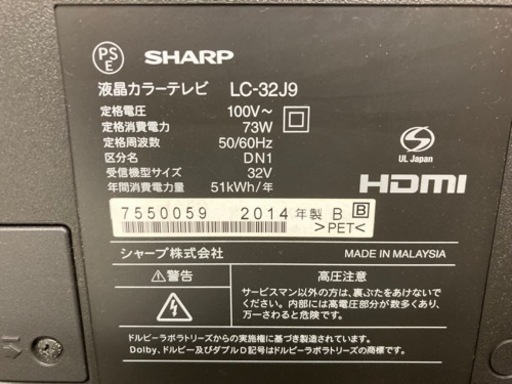 PS
E
SHARP
液晶カラーテレビ LC-32J9
定格電圧 100V~
定格消費電力 73W
定格周波数 50/60Hz
区分名 DN1
受信機型サイズ 32V
年間消費電力量 51kWh/年
UL Japan
HDMI
7550059 2014年製 B B
>PET<
シャープ株式会社 MADE IN MALAYSIA
⚠警告
高圧注意
サービスマン以外の方は、裏ぶたをあけないで
ください。内部には高電圧部分が数多くあり、
万一さわると危険です。
ドルビーラボラトリーズからの実施権に基づき製造されています。
Dolby、ドルビー及びダブルD記号はドルビーラボラトリーズの商標です。